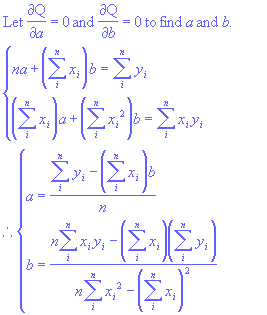 Let ∂Q/∂a = 0 and ∂Q/∂b = 0 to find a and b.
{ na + (∑ᵢⁿ xᵢ) b = ∑ᵢⁿ yᵢ
(∑ᵢⁿ xᵢ) a + (∑ᵢⁿ xᵢ²) b = ∑ᵢⁿ xᵢyᵢ
∴ { a = (∑ᵢⁿ yᵢ − (∑ᵢⁿ xᵢ) b) / n
b = (n∑ᵢⁿ xᵢyᵢ − (∑ᵢⁿ xᵢ)(∑ᵢⁿ yᵢ)) / (n∑ᵢⁿ xᵢ² − (∑ᵢⁿ xᵢ)²)